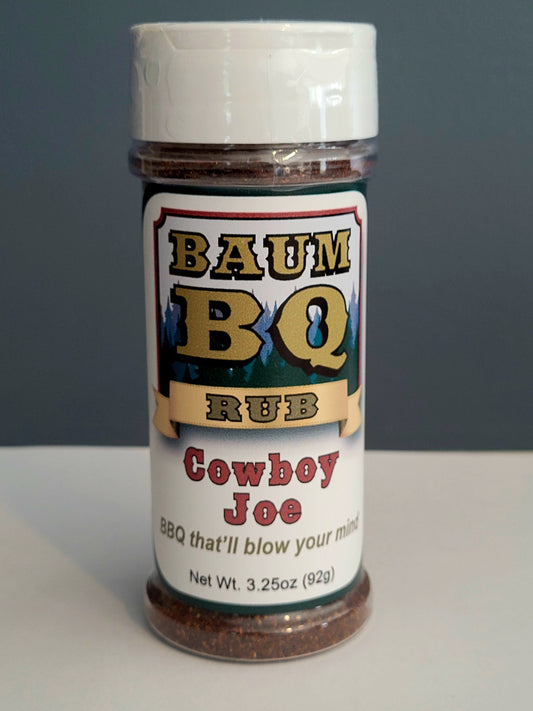 BAUM
BQ
RUB
Cowboy
Joe
BBQ that'll blow your mind
Net Wt. 3.25oz (92g)